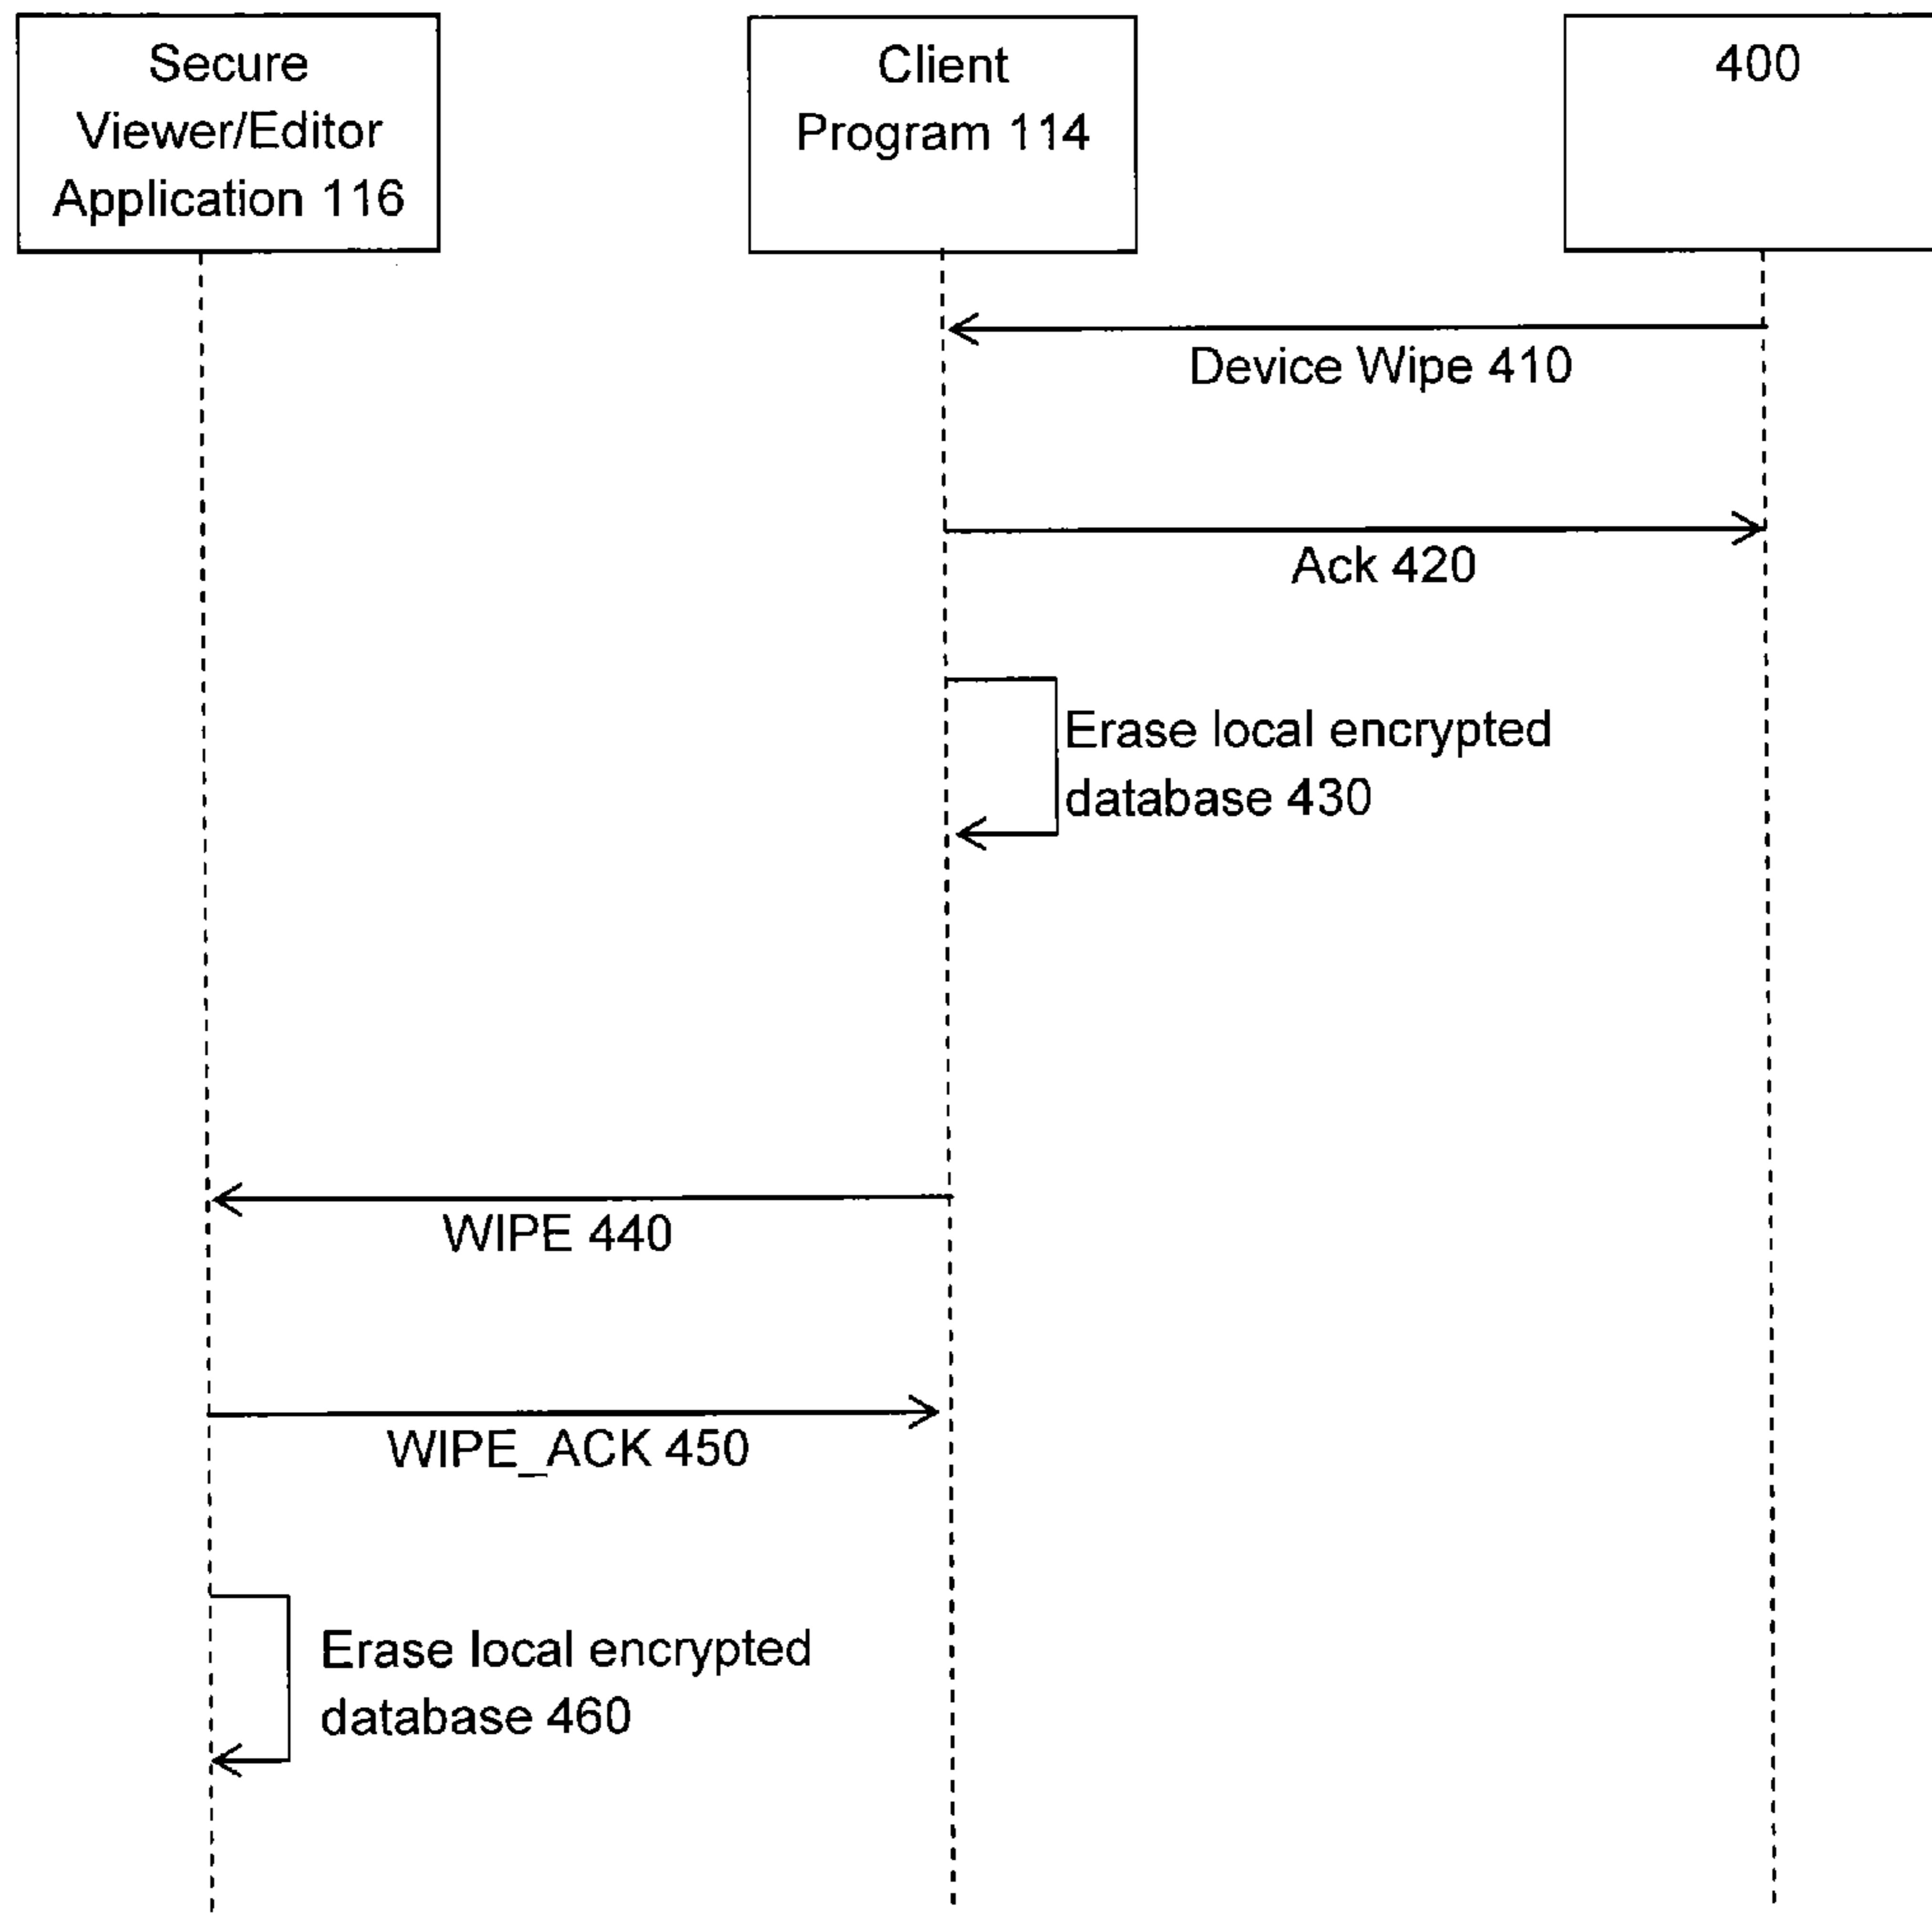 Secure
Viewer/Editor
Application 116
Client
Program 114
400
Device Wipe 410
Ack 420
Erase local encrypted
database 430
WIPE 440
WIPE_ACK 450
Erase local encrypted
database 460